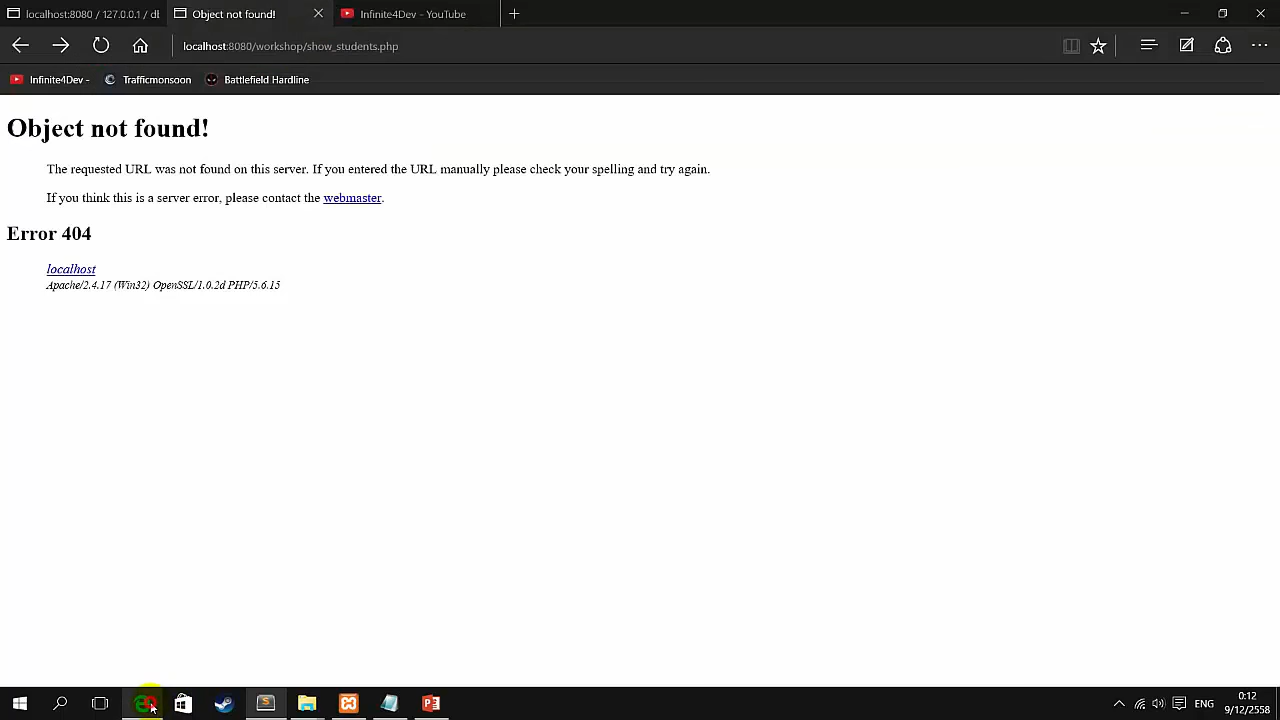 localhost:8080 / 127.0.0.1 / dl
Object not found!
Infinite4Dev - YouTube
localhost:8080/workshop/show_students.php
Infinite4Dev -
Trafficmonsoon
Battlefield Hardline
Object not found!
The requested URL was not found on this server. If you entered the URL manually please check your spelling and try again.
If you think this is a server error, please contact the webmaster.
Error 404
localhost
Apache/2.4.17 (Win32) OpenSSL/1.0.2d PHP/5.6.15
ENG
0:12
9/12/2558